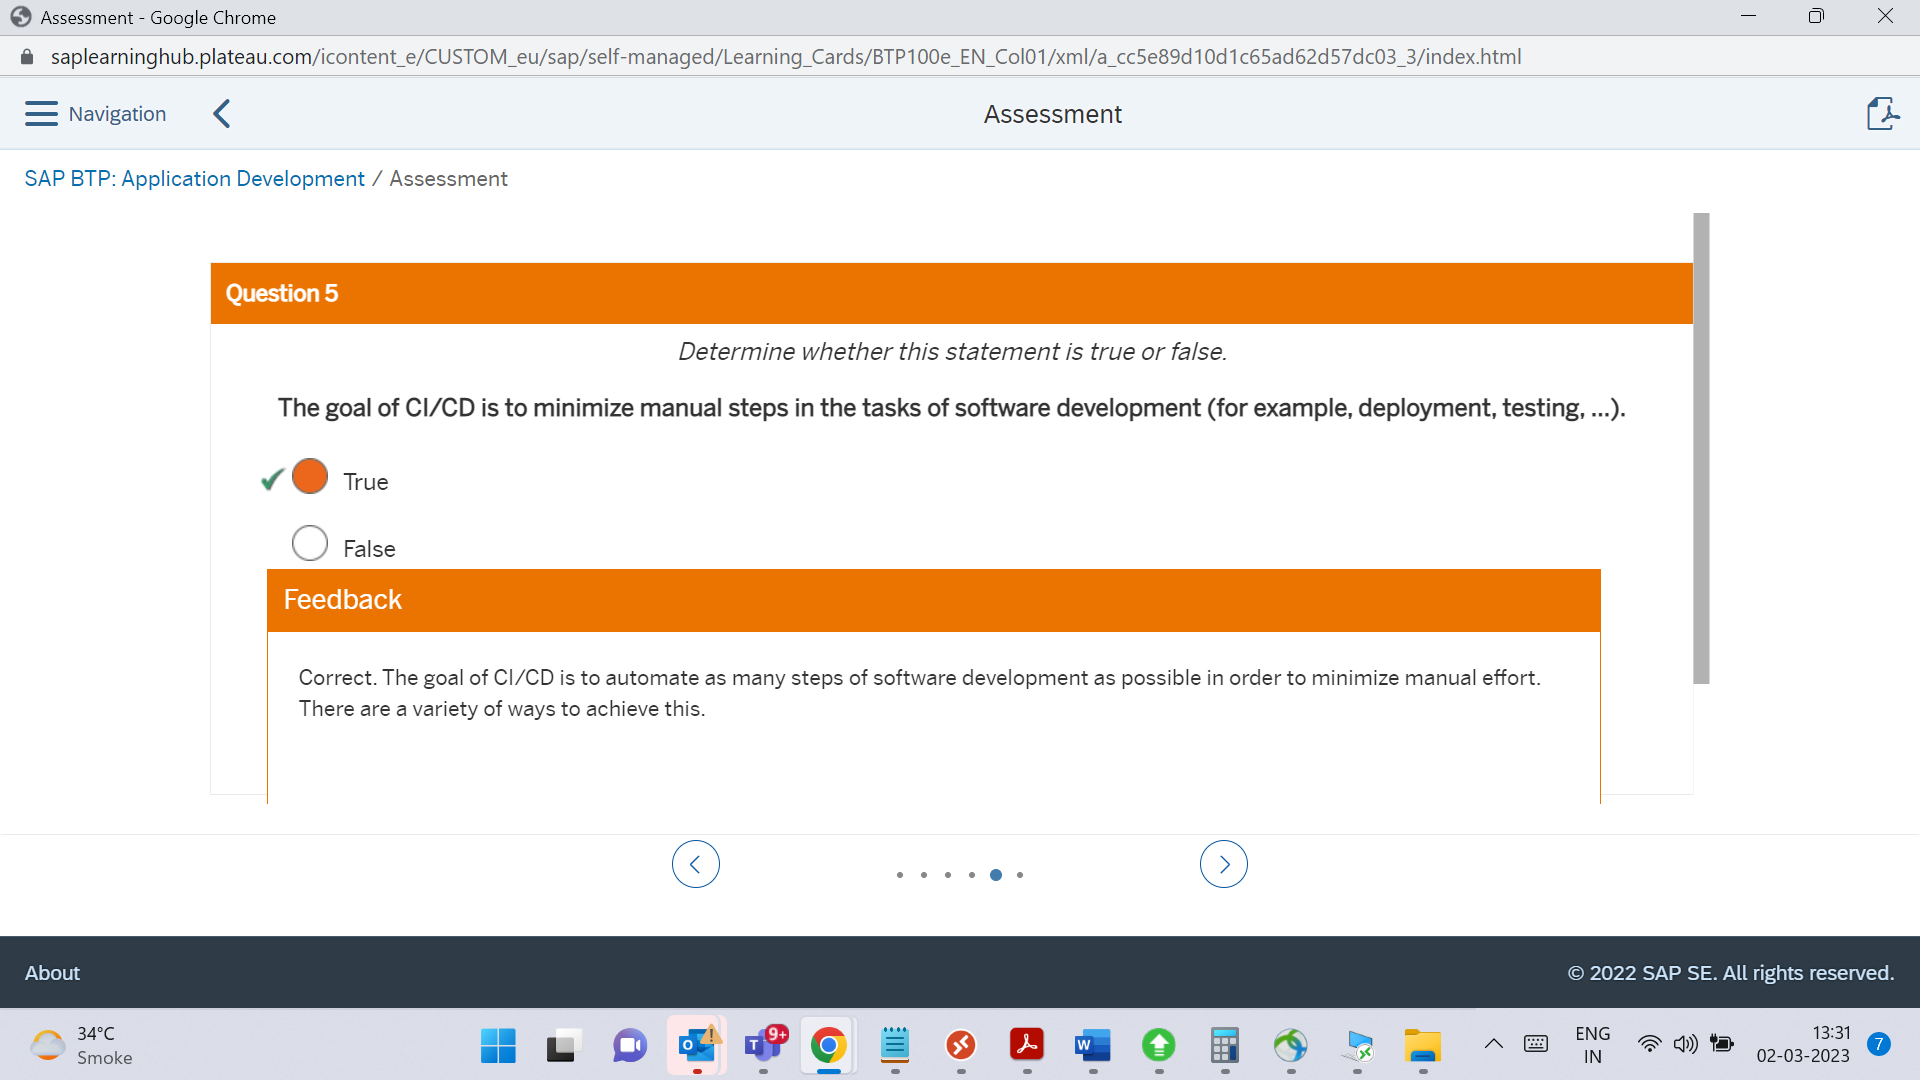 Assessment - Google Chrome
saplearninghub.plateau.com/icontent_e/CUSTOM_eu/sap/self-managed/Learning_Cards/BTP100e_EN_Col01/xml/a_cc5e89d10d1c65ad62d57dc03_3/index.html
Navigation
Assessment
SAP BTP: Application Development / Assessment
Question 5
Determine whether this statement is true or false.
The goal of CI/CD is to minimize manual steps in the tasks of software development (for example, deployment, testing, ...).
True
False
Feedback
Correct. The goal of CI/CD is to automate as many steps of software development as possible in order to minimize manual effort.
There are a variety of ways to achieve this.
About
© 2022 SAP SE. All rights reserved.
34°C
Smoke
9+
ENG
IN
13:31
02-03-2023
7